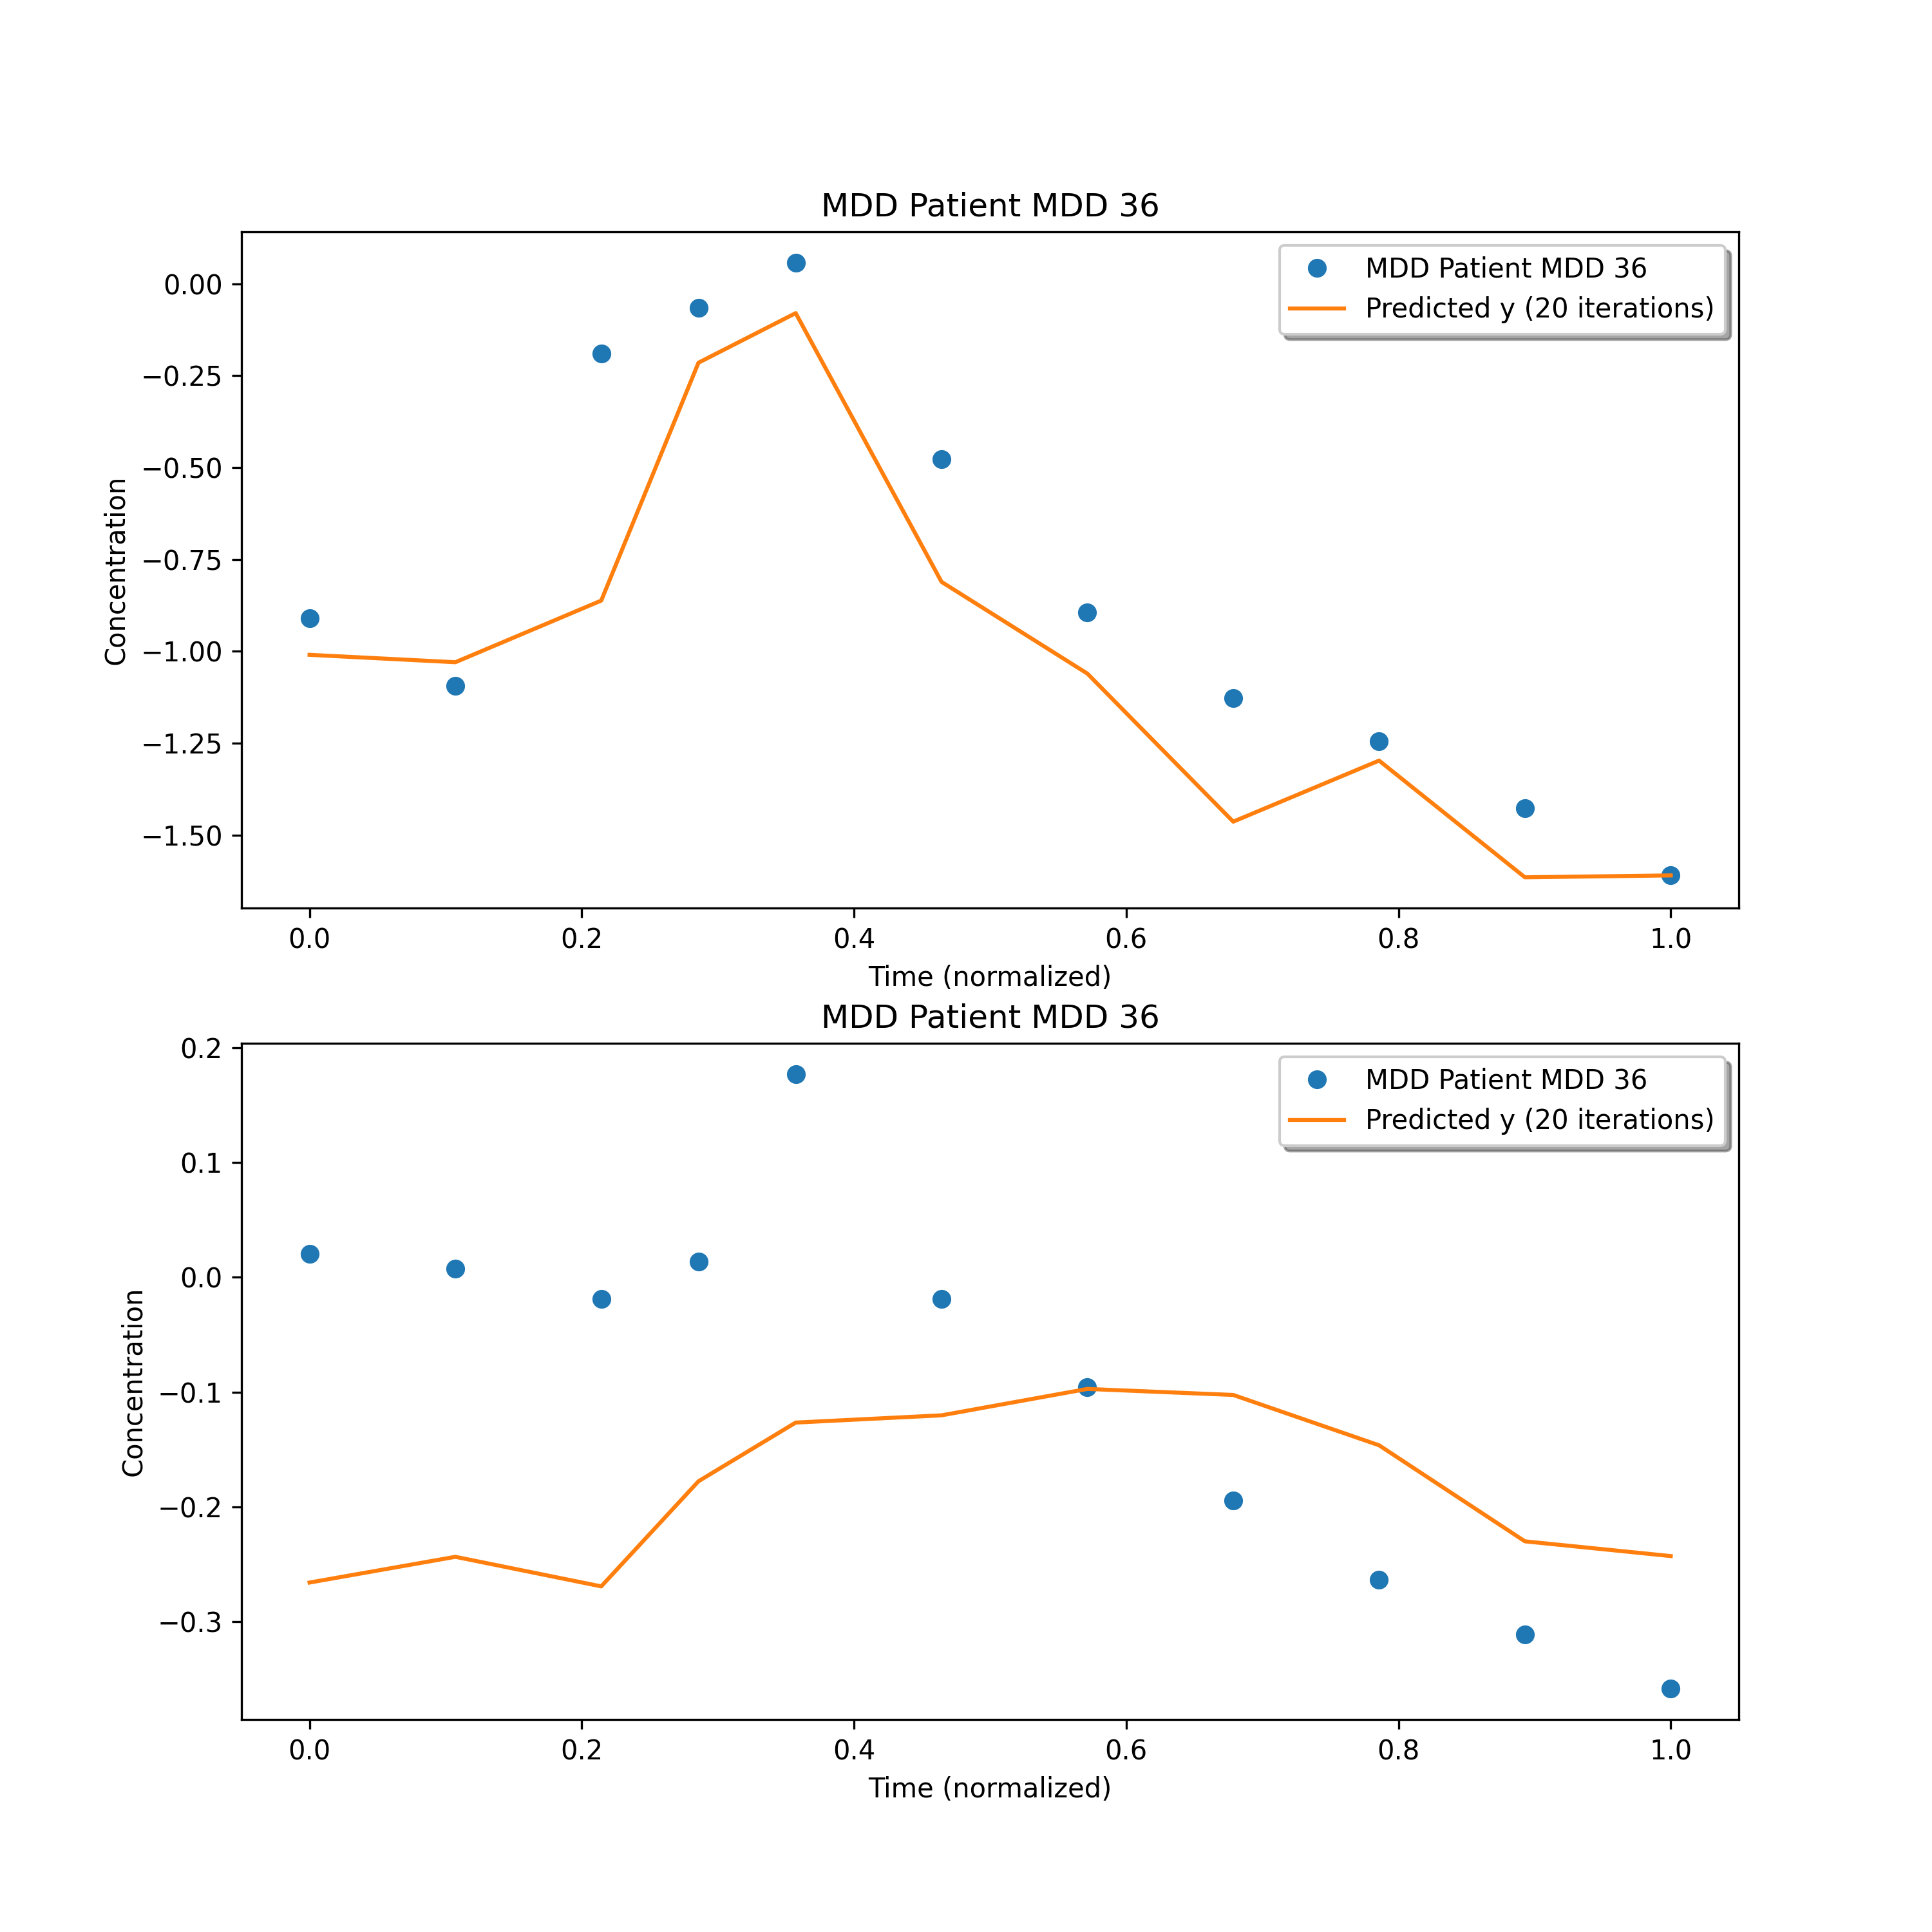 MDD Patient MDD 36
MDD Patient MDD 36
Predicted y (20 iterations)
0.00
−0.25
−0.50
−0.75
−1.00
−1.25
−1.50
Concentration
0.0 0.2 0.4 0.6 0.8 1.0
Time (normalized)
MDD Patient MDD 36
MDD Patient MDD 36
Predicted y (20 iterations)
0.2
0.1
0.0
−0.1
−0.2
−0.3
Concentration
0.0 0.2 0.4 0.6 0.8 1.0
Time (normalized)